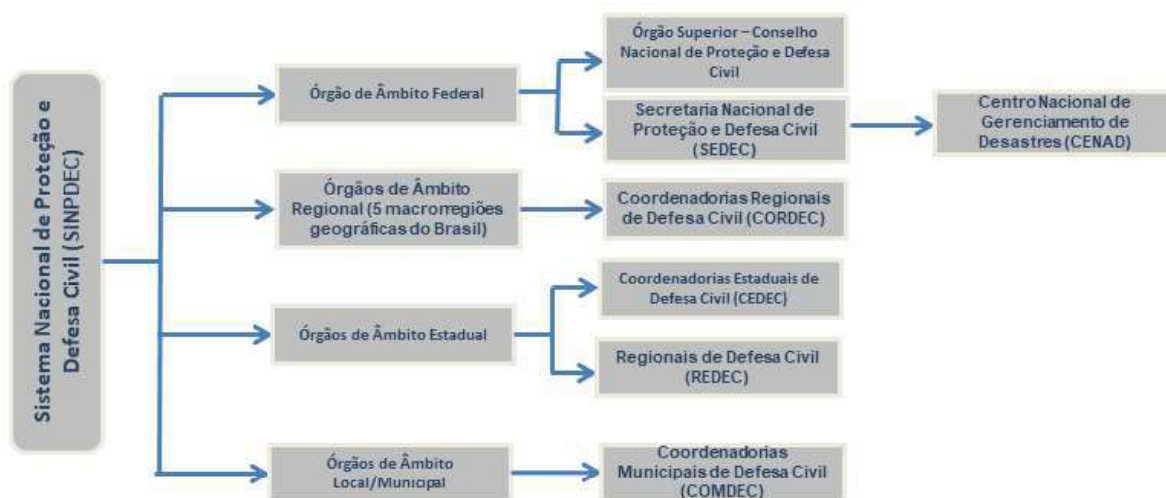 Sistema Nacional de Proteção e
Defesa Civil (SINPDEC)
Órgão de Âmbito Federal
Órgão Superior – Conselho
Nacional de Proteção e Defesa
Civil
Secretaria Nacional de
Proteção e Defesa Civil
(SEDEC)
Centro Nacional de
Gerenciamento de
Desastres (CENAD)
Órgãos de Âmbito
Regional (5 macrorregiões
geográficas do Brasil)
Coordenadorias Regionais
de Defesa Civil (CORDEC)
Órgãos de Âmbito Estadual
Coordenadorias Estaduais de
Defesa Civil (CEDEC)
Regionais de Defesa Civil
(REDEC)
Órgãos de Âmbito
Local/Municipal
Coordenadorias
Municipais de Defesa Civil
(COMDEC)